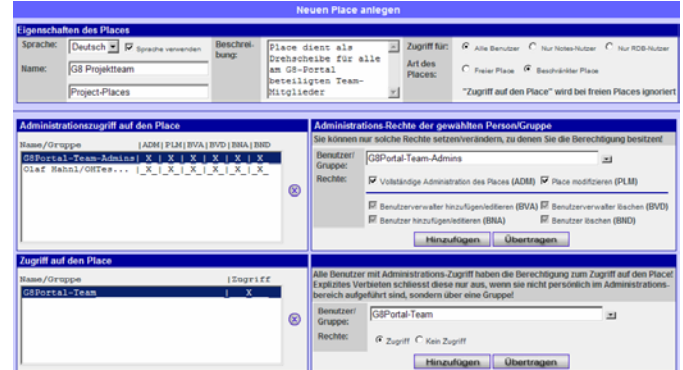 Neuen Place anlegen
Eigenschaften des Places
Sprache: Deutsch Sprache verwenden
Name: G8 Projektteam
Project-Places
Beschrei-
bung:
Place dient als
Drehscheibe für alle
am G8-Portal
beteiligten Team-
Mitglieder
Zugriff für: Alle Benutzer Nur Notes-Nutzer Nur RDB-Nutzer
Art des
Places: Freier Place Beschränkter Place
"Zugriff auf den Place" wird bei freien Places ignoriert
Administrationszugriff auf den Place
Name/Gruppe |ADM|PLM|BVA|BVD|BNA|BND
G8Portal-Team-Admins| X | X | X | X | X | X
Olaf Hahnl/OHTes... | X | X | X | X | X | X
Administrations-Rechte der gewählten Person/Gruppe
Sie können nur solche Rechte setzen/verändern, zu denen Sie die Berechtigung besitzen!
Benutzer/
Gruppe: G8Portal-Team-Admins
Rechte: Vollständige Administration des Places (ADM) Place modifizieren (PLM)
Benutzerverwalter hinzufügen/editieren (BVA) Benutzerverwalter löschen (BVD)
Benutzer hinzufügen/editieren (BNA) Benutzer löschen (BND)
Hinzufügen Übertragen
Zugriff auf den Place
Name/Gruppe |Zugriff
G8Portal-Team | X
Alle Benutzer mit Administrations-Zugriff haben die Berechtigung zum Zugriff auf den Place!
Explizites Verbieten schliesst diese nur aus, wenn sie nicht persönlich im Administrations-
bereich aufgeführt sind, sondern über eine Gruppe!
Benutzer/
Gruppe: G8Portal-Team
Rechte: Zugriff Kein Zugriff
Hinzufügen Übertragen